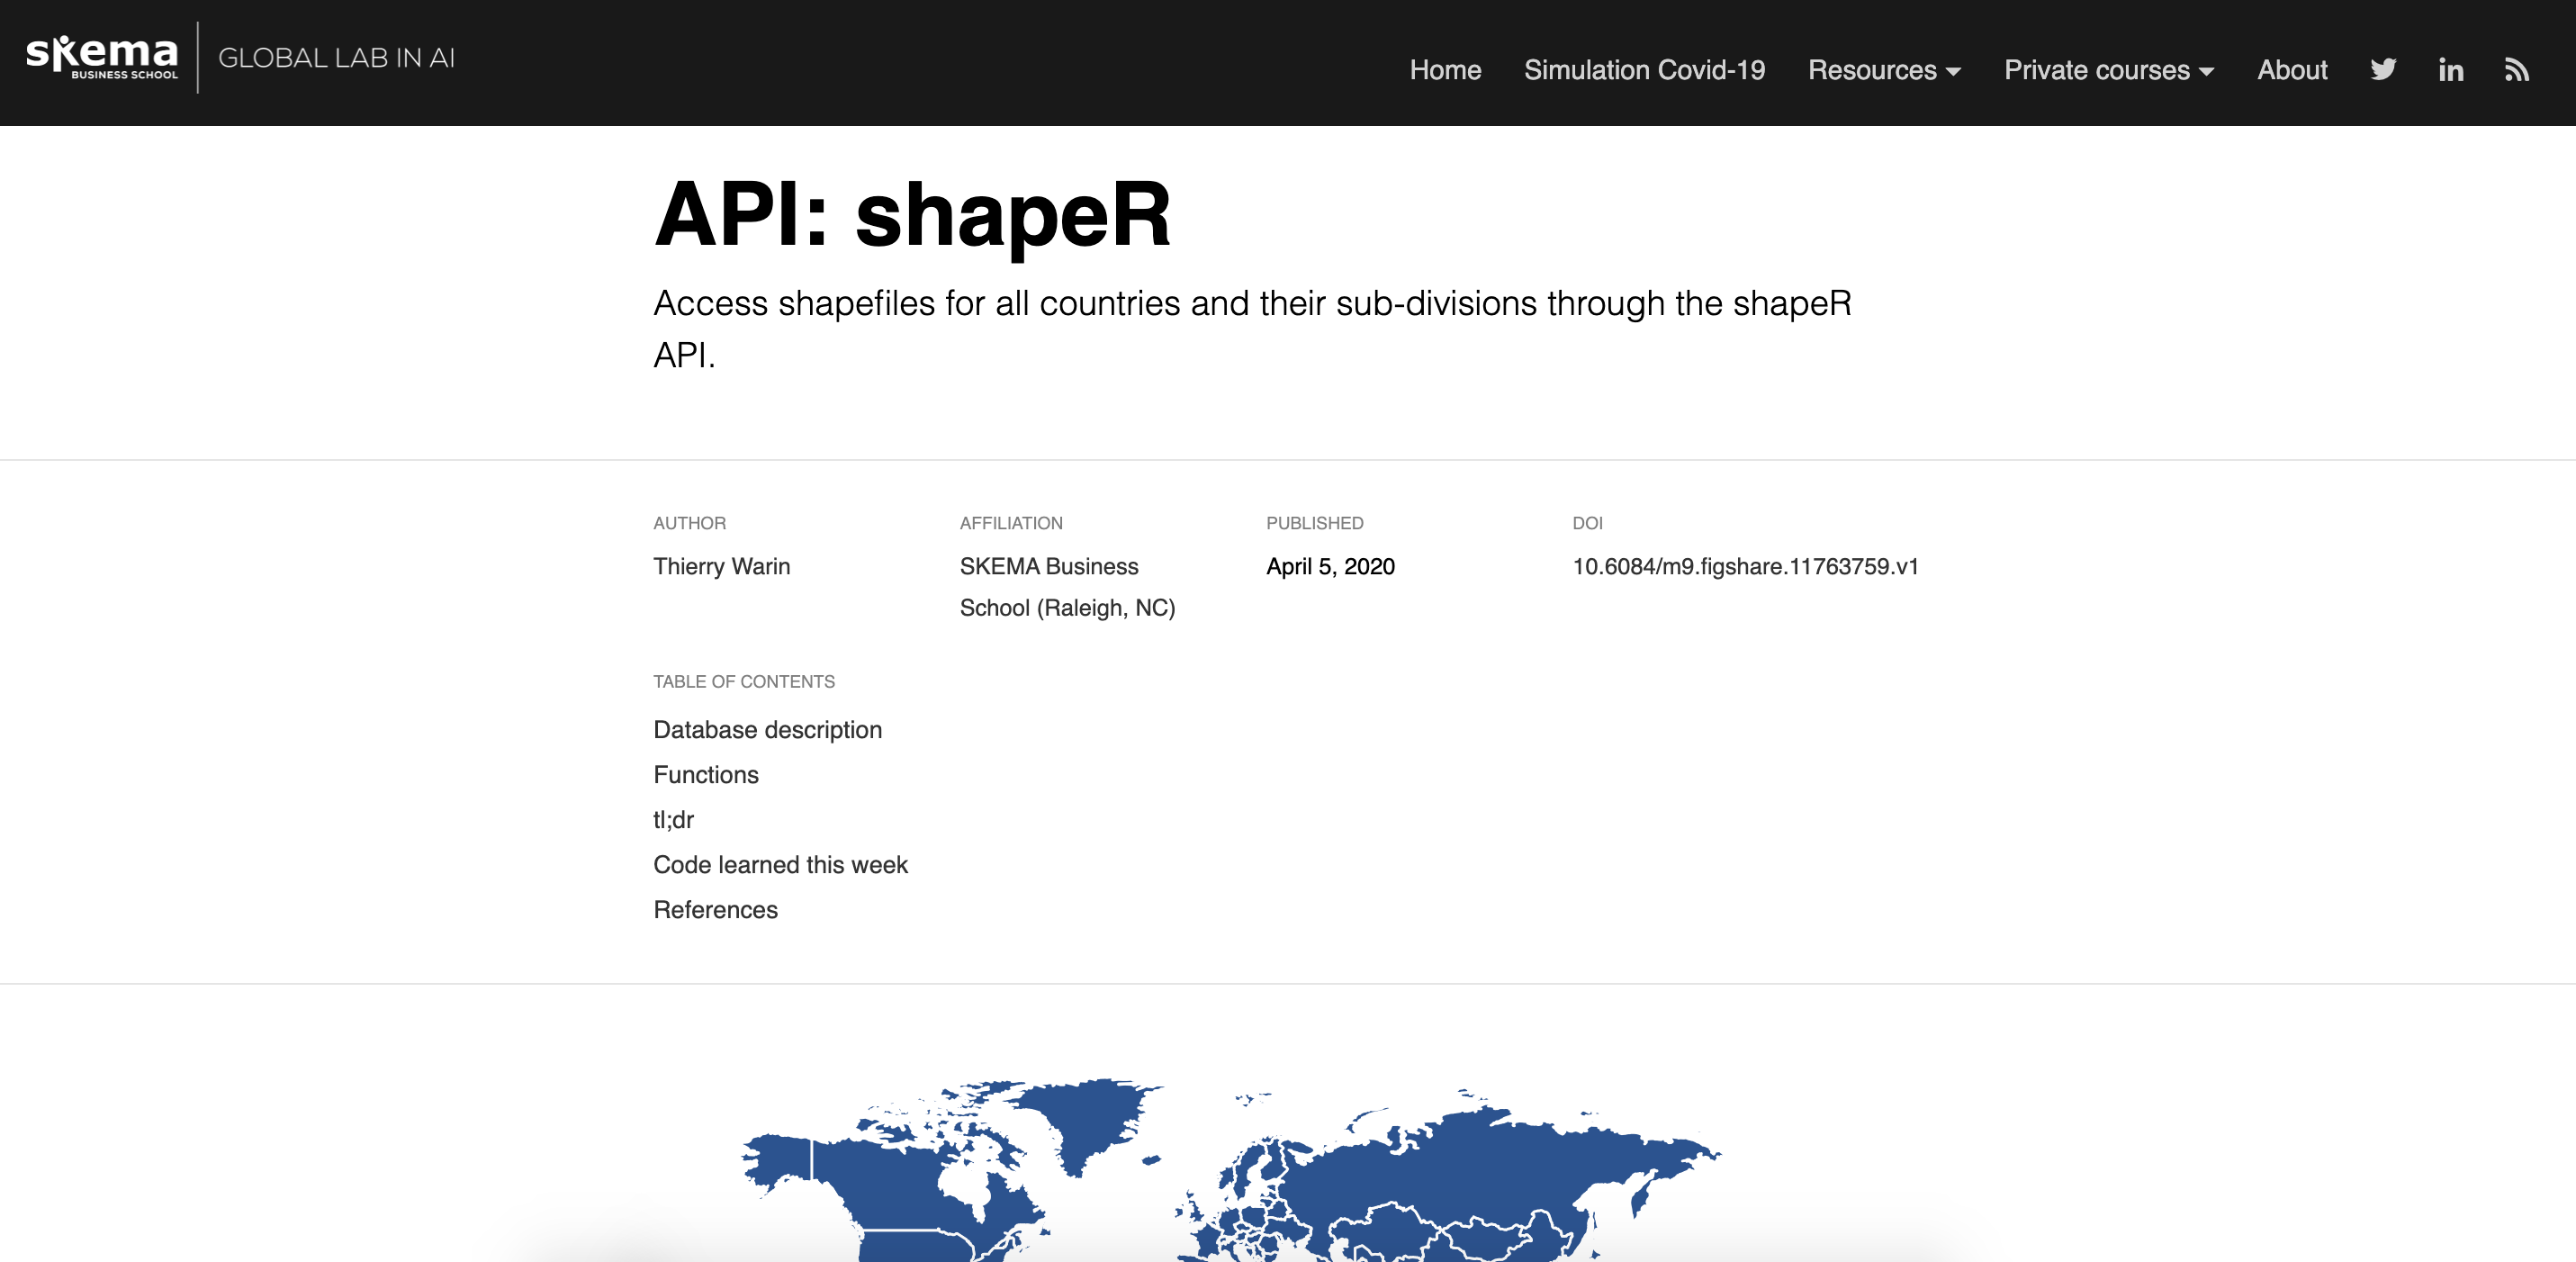 skema
BUSINESS SCHOOL
GLOBAL LAB IN AI
Home Simulation Covid-19 Resources Private courses About
API: shapeR
Access shapefiles for all countries and their sub-divisions through the shapeR
API.
AUTHOR
Thierry Warin
AFFILIATION
SKEMA Business
School (Raleigh, NC)
PUBLISHED
April 5, 2020
DOI
10.6084/m9.figshare.11763759.v1
TABLE OF CONTENTS
Database description
Functions
tl;dr
Code learned this week
References